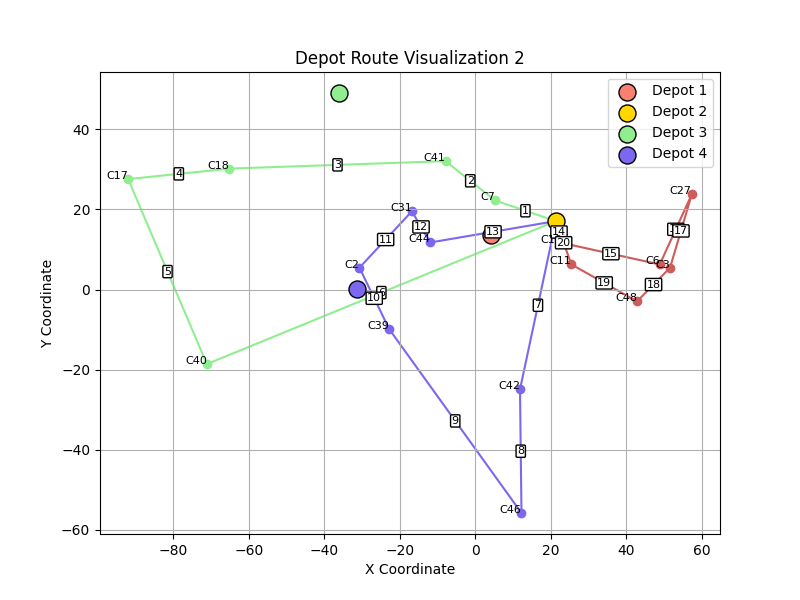 Depot Route Visualization 2
Depot 1
Depot 2
Depot 3
Depot 4
40
20
0
−20
−40
−60
−80
−60
−40
−20
0
20
40
60
X Coordinate
Y Coordinate
C17
C18
C41
C7
C40
C31
C44
C2
C39
C42
C46
C27
C6
C3
C11
C48
1
2
3
4
5
7
8
9
10
11
12
13
14
15
17
18
19
20